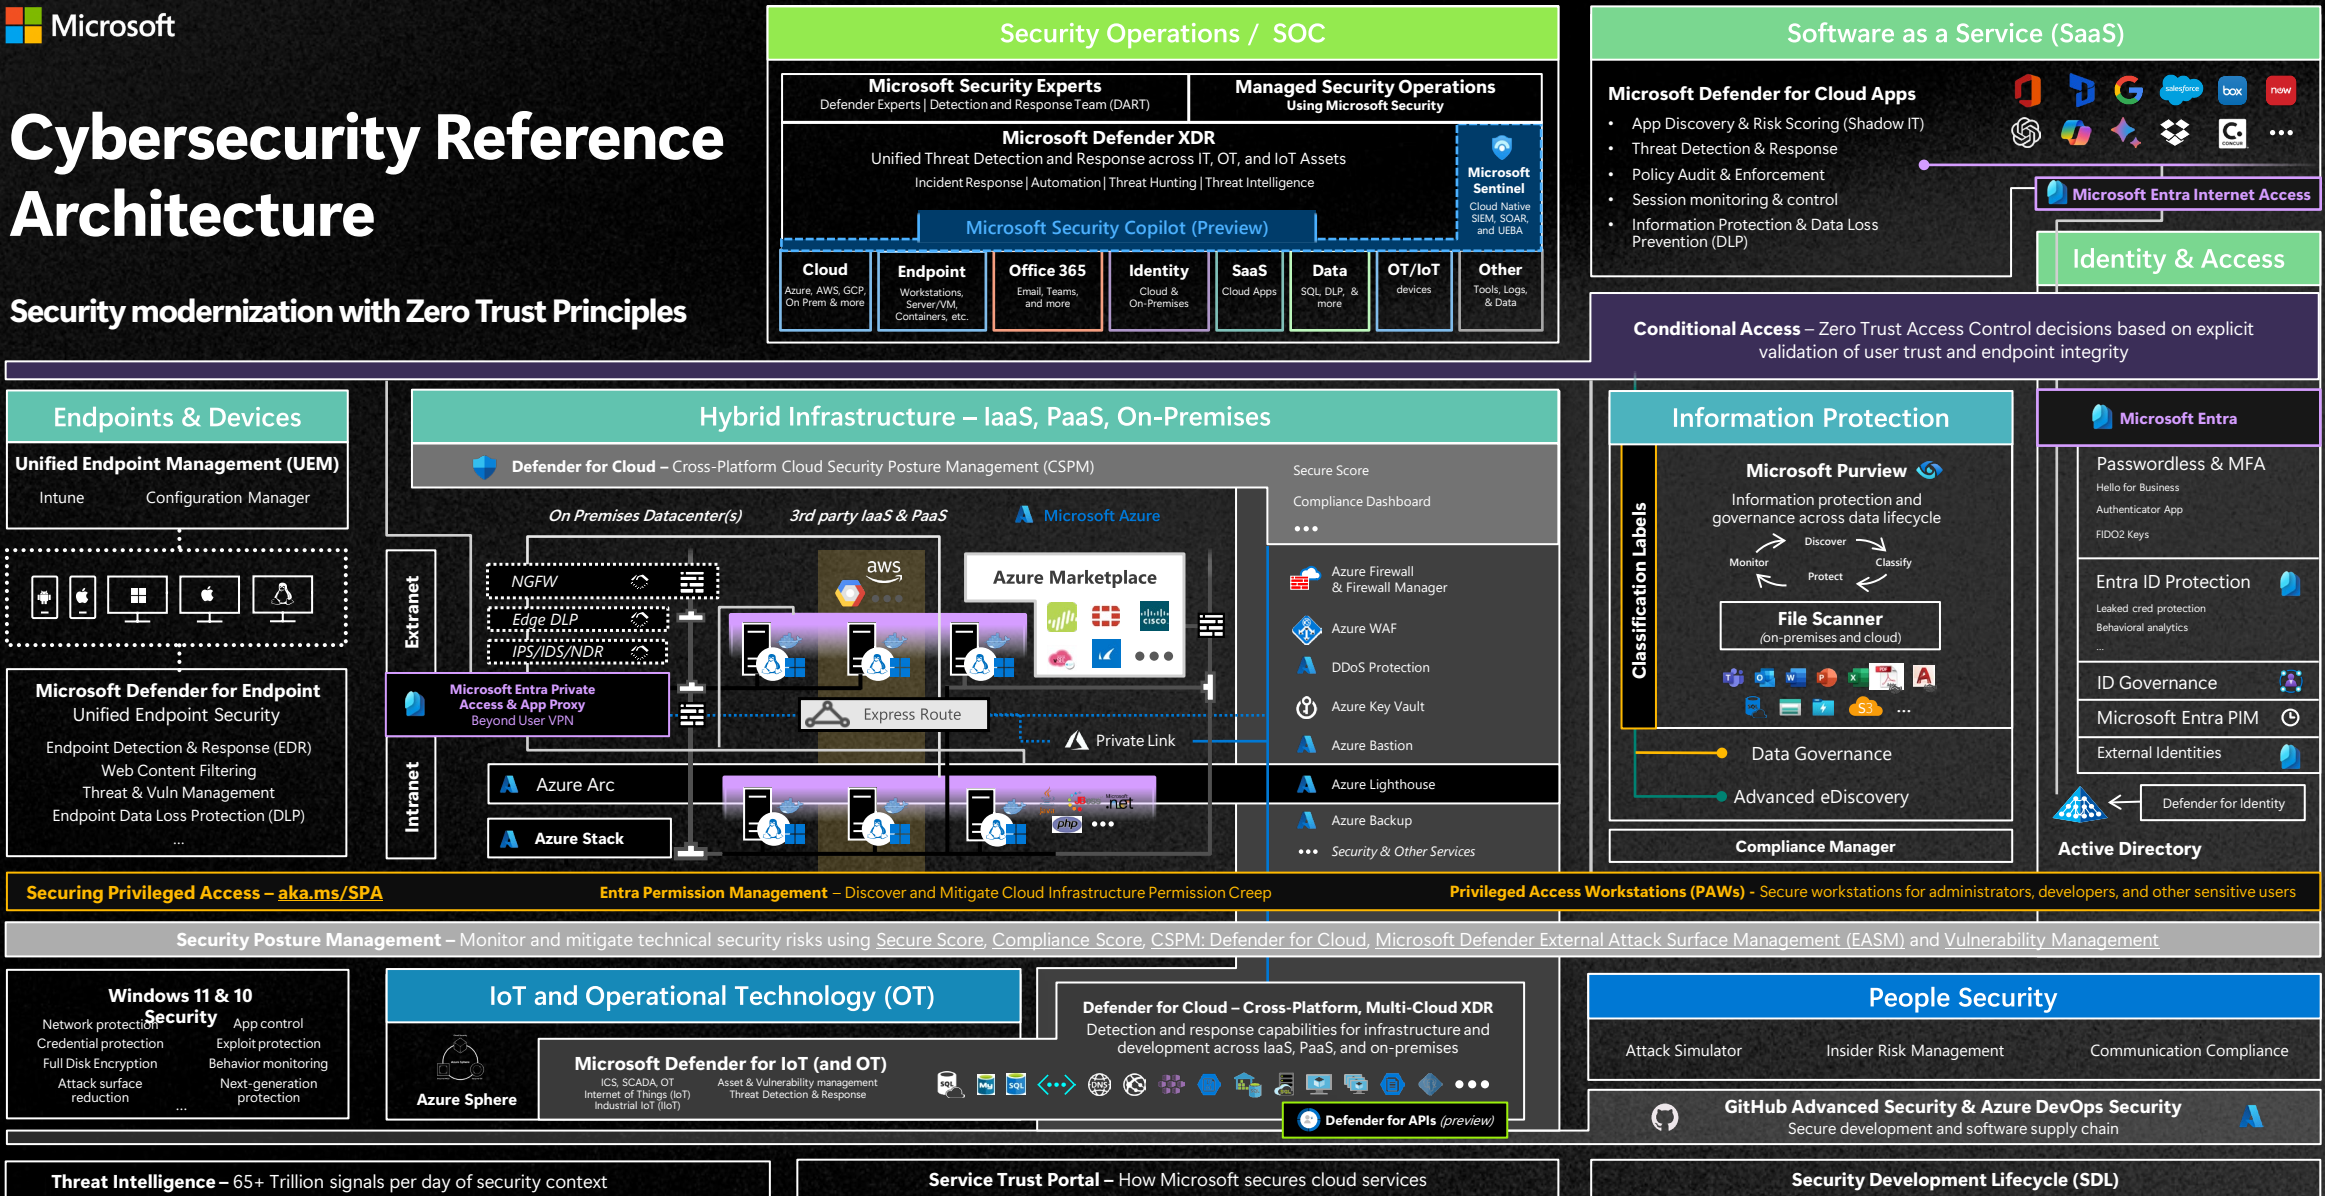 Microsoft
Cybersecurity Reference
Architecture
Security modernization with Zero Trust Principles
Security Operations / SOC
Microsoft Security Experts
Defender Experts | Detection and Response Team (DART)
Managed Security Operations
Using Microsoft Security
Microsoft Defender XDR
Unified Threat Detection and Response across IT, OT, and IoT Assets
Incident Response | Automation | Threat Hunting | Threat Intelligence
Microsoft Security Copilot (Preview)
Microsoft
Sentinel
Cloud Native
SIEM, SOAR,
and UEBA
Cloud
Azure, AWS, GCP,
On Prem & more
Endpoint
Workstations,
Server/VM,
Containers, etc.
Office 365
Email, Teams,
and more
Identity
Cloud &
On-Premises
SaaS
Cloud Apps
Data
SQL, DLP, &
more
OT/IoT
devices
Other
Tools, Logs,
& Data
Software as a Service (SaaS)
Microsoft Defender for Cloud Apps
• App Discovery & Risk Scoring (Shadow IT)
• Threat Detection & Response
• Policy Audit & Enforcement
• Session monitoring & control
• Information Protection & Data Loss
Prevention (DLP)
salesforce
box
now
CONCUR
Microsoft Entra Internet Access
Identity & Access
Conditional Access – Zero Trust Access Control decisions based on explicit
validation of user trust and endpoint integrity
Endpoints & Devices
Unified Endpoint Management (UEM)
Intune Configuration Manager
Microsoft Defender for Endpoint
Unified Endpoint Security
Endpoint Detection & Response (EDR)
Web Content Filtering
Threat & Vuln Management
Endpoint Data Loss Protection (DLP)
...
Hybrid Infrastructure – IaaS, PaaS, On-Premises
Defender for Cloud – Cross-Platform Cloud Security Posture Management (CSPM)
Secure Score
Compliance Dashboard
On Premises Datacenter(s)
3rd party IaaS & PaaS
Microsoft Azure
Extranet
Intranet
NGFW
Edge DLP
IPS/IDS/NDR
aws
Azure Marketplace
CISCO
Microsoft Entra Private
Access & App Proxy
Beyond User VPN
Express Route
Private Link
Azure Arc
Azure Stack
Microsoft
.net
php
Azure Firewall
& Firewall Manager
Azure WAF
DDoS Protection
Azure Key Vault
Azure Bastion
Azure Lighthouse
Azure Backup
Security & Other Services
Information Protection
Classification Labels
Microsoft Purview
Information protection and
governance across data lifecycle
Discover
Monitor
Classify
Protect
File Scanner
(on-premises and cloud)
S3
...
Data Governance
Advanced eDiscovery
Compliance Manager
Microsoft Entra
Passwordless & MFA
Hello for Business
Authenticator App
FIDO2 Keys
Entra ID Protection
Leaked cred protection
Behavioral analytics
...
ID Governance
Microsoft Entra PIM
External Identities
Defender for Identity
Active Directory
Securing Privileged Access – aka.ms/SPA
Entra Permission Management – Discover and Mitigate Cloud Infrastructure Permission Creep
Privileged Access Workstations (PAWs) - Secure workstations for administrators, developers, and other sensitive users
Security Posture Management – Monitor and mitigate technical security risks using Secure Score, Compliance Score, CSPM: Defender for Cloud, Microsoft Defender External Attack Surface Management (EASM) and Vulnerability Management
Windows 11 & 10
Security
Network protection
Credential protection
Full Disk Encryption
Attack surface
reduction
App control
Exploit protection
Behavior monitoring
Next-generation
protection
...
IoT and Operational Technology (OT)
Azure Sphere
Microsoft Defender for IoT (and OT)
ICS, SCADA, OT
Internet of Things (IoT)
Industrial IoT (IIoT)
Asset & Vulnerability management
Threat Detection & Response
Defender for Cloud – Cross-Platform, Multi-Cloud XDR
Detection and response capabilities for infrastructure and
development across IaaS, PaaS, and on-premises
SQL
My
SQL
DNS
Defender for APIs (preview)
People Security
Attack Simulator
Insider Risk Management
Communication Compliance
GitHub Advanced Security & Azure DevOps Security
Secure development and software supply chain
Threat Intelligence – 65+ Trillion signals per day of security context
Service Trust Portal – How Microsoft secures cloud services
Security Development Lifecycle (SDL)